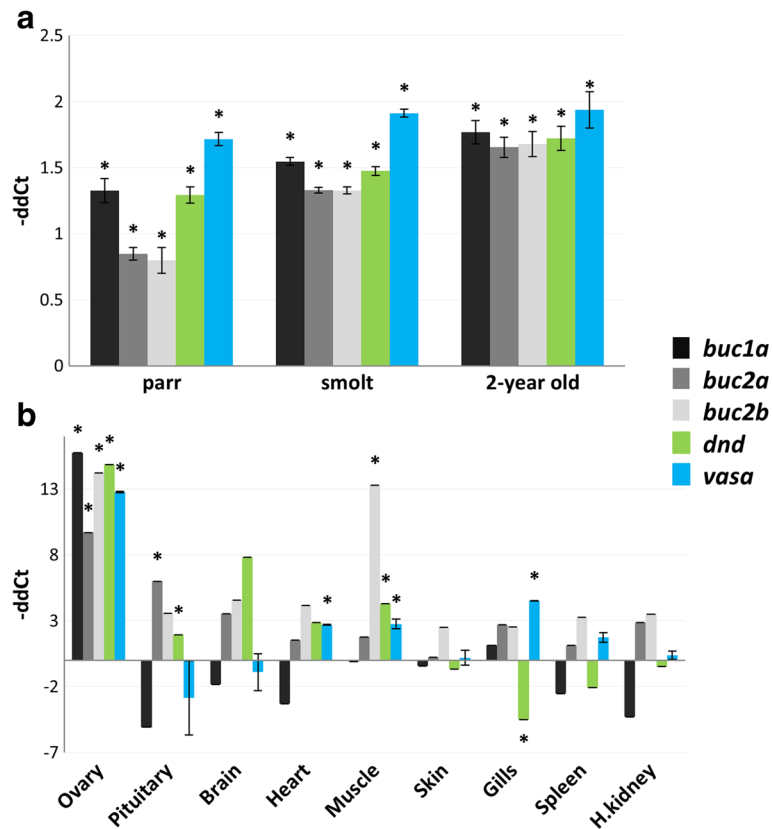 a
2.5
2
1.5
1
0.5
0
-ddCt
* * * * *
* * * * *
* * * * *
parr smolt 2-year old
buc1a
buc2a
buc2b
dnd
vasa
b
13
8
3
-2
-7
-ddCt
* * * * *
* *
*
* * *
* *
Ovary Pituitary Brain Heart Muscle Skin Gills Spleen H.kidney